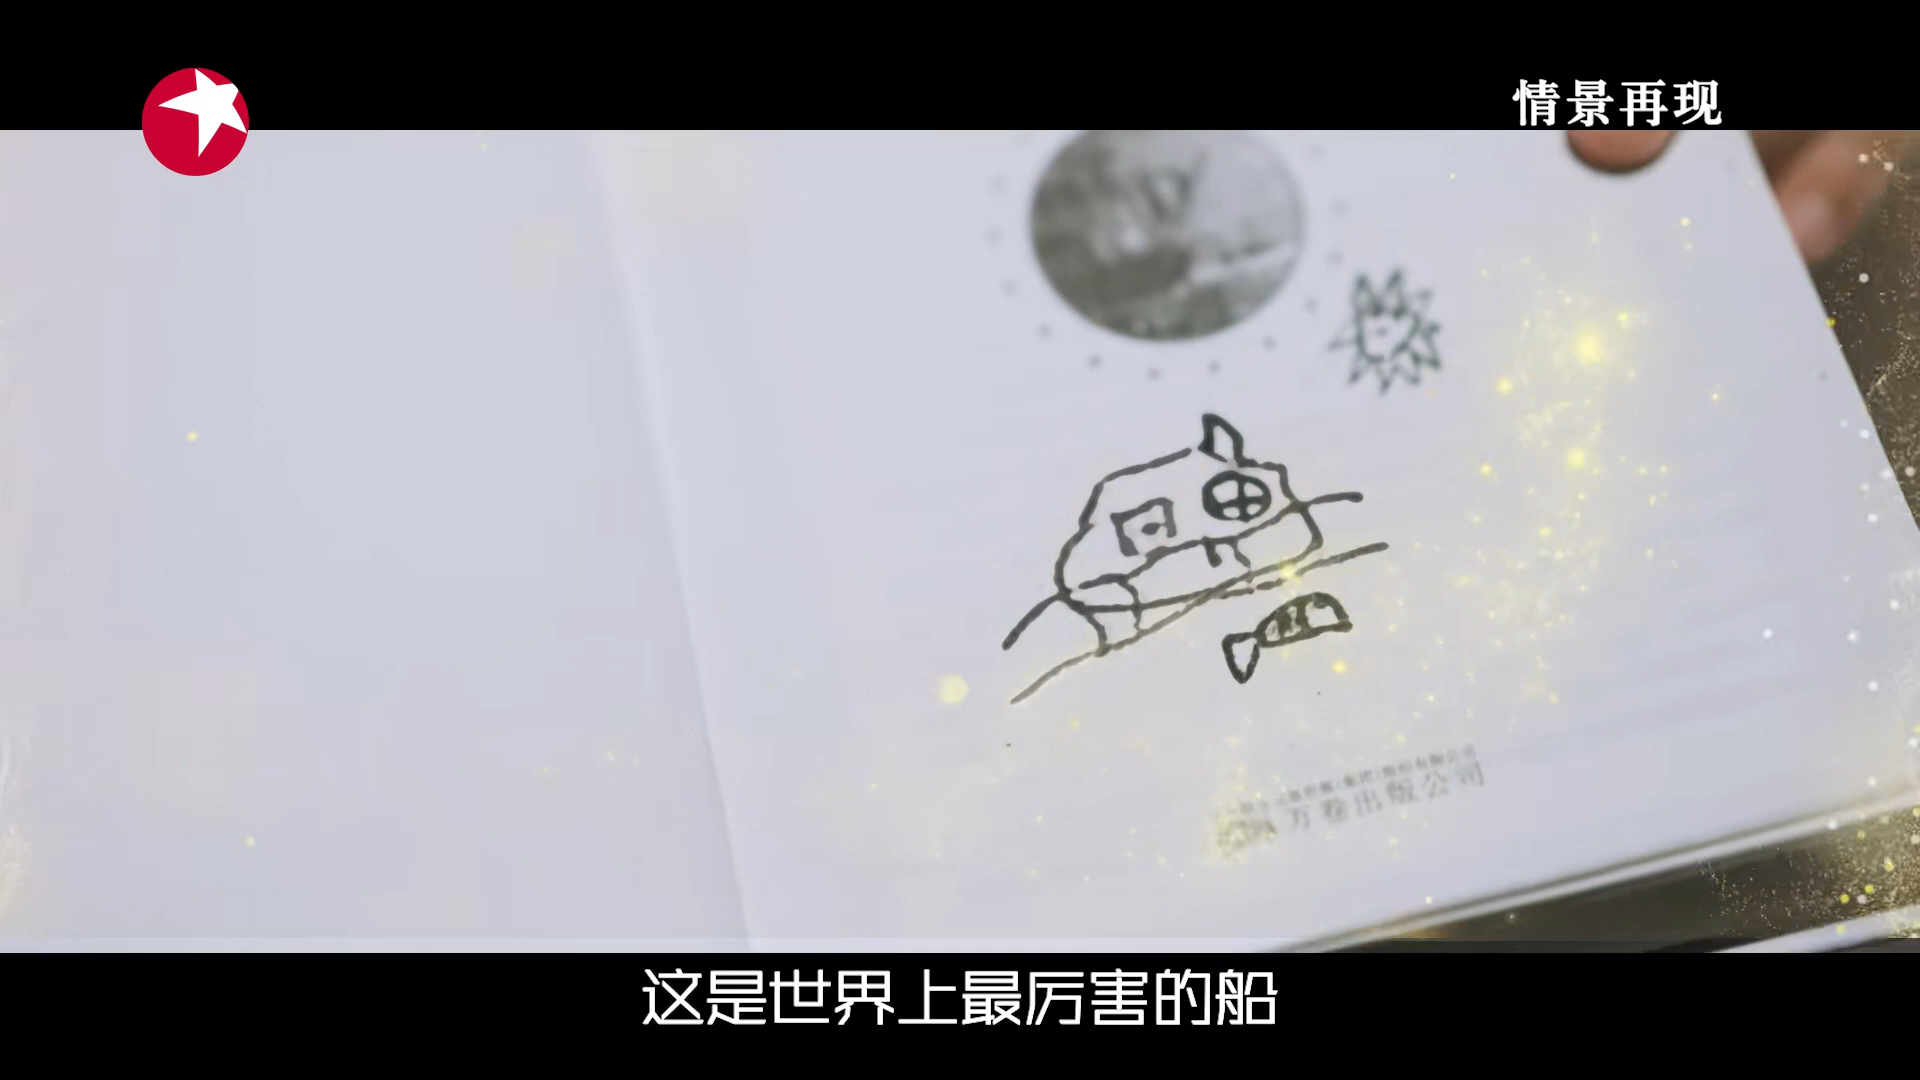 情景再现
万卷出版公司
这是世界上最厉害的船